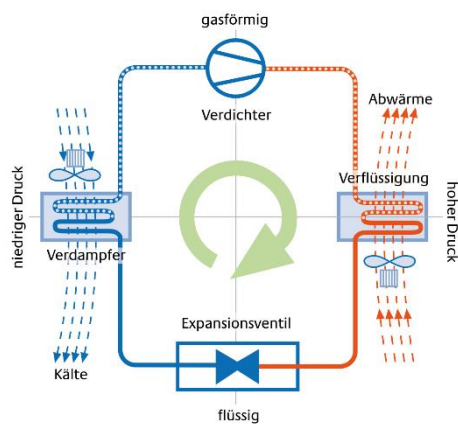 gasförmig
Verdichter
Abwärme
Verflüssigung
niedriger Druck
hoher Druck
Verdampfer
Expansionsventil
Kälte
flüssig